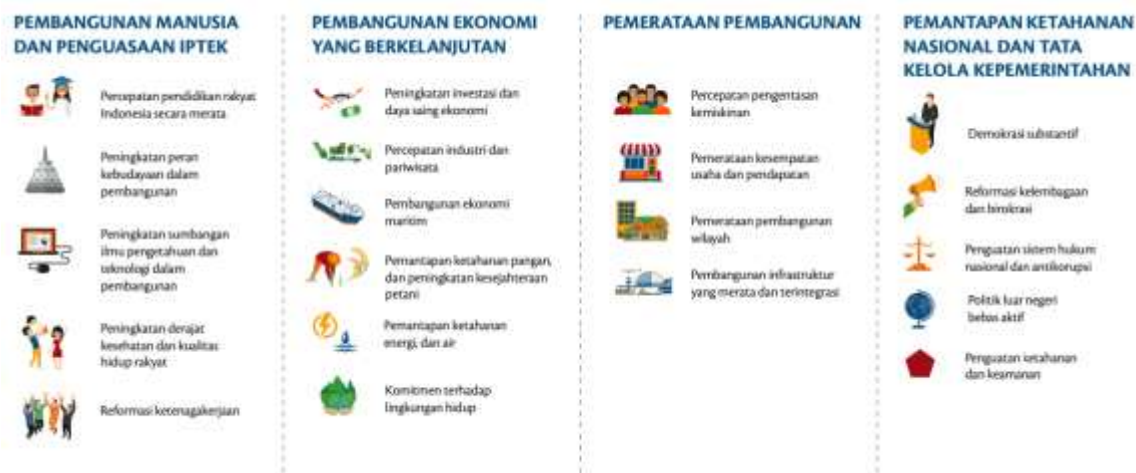 PEMBANGUNAN MANUSIA
DAN PENGUASAAN IPTEK
Percepatan pendidikan rakyat
Indonesia secara merata
Peningkatan peran
kebudayaan dalam
pembangunan
Peningkatan sumbangan
ilmu pengetahuan dan
teknologi dalam
pembangunan
Peningkatan derajat
kesehatan dan kualitas
hidup rakyat
Reformasi ketenagakerjaan
PEMBANGUNAN EKONOMI
YANG BERKELANJUTAN
Peningkatan investasi dan
daya saing ekonomi
Percepatan industri dan
pariwisata
Pembangunan ekonomi
maritim
Pemantapan ketahanan pangan,
dan peningkatan kesejahteraan
petani
Pemantapan ketahanan
energi, dan air
Komitmen terhadap
lingkungan hidup
PEMERATAAN PEMBANGUNAN
Percepatan pengentasan
kemiskinan
Pemerataan kesempatan
usaha dan pendapatan
Pemerataan pembangunan
wilayah
Pembangunan infrastruktur
yang merata dan terintegrasi
PEMANTAPAN KETAHANAN
NASIONAL DAN TATA
KELOLA KEPEMERINTAHAN
Demokrasi substantif
Reformasi kelembagaan
dan birokrasi
Penguatan sistem hukum
nasional dan antikorupsi
Politik luar negeri
bebas aktif
Penguatan ketahanan
dan keamanan